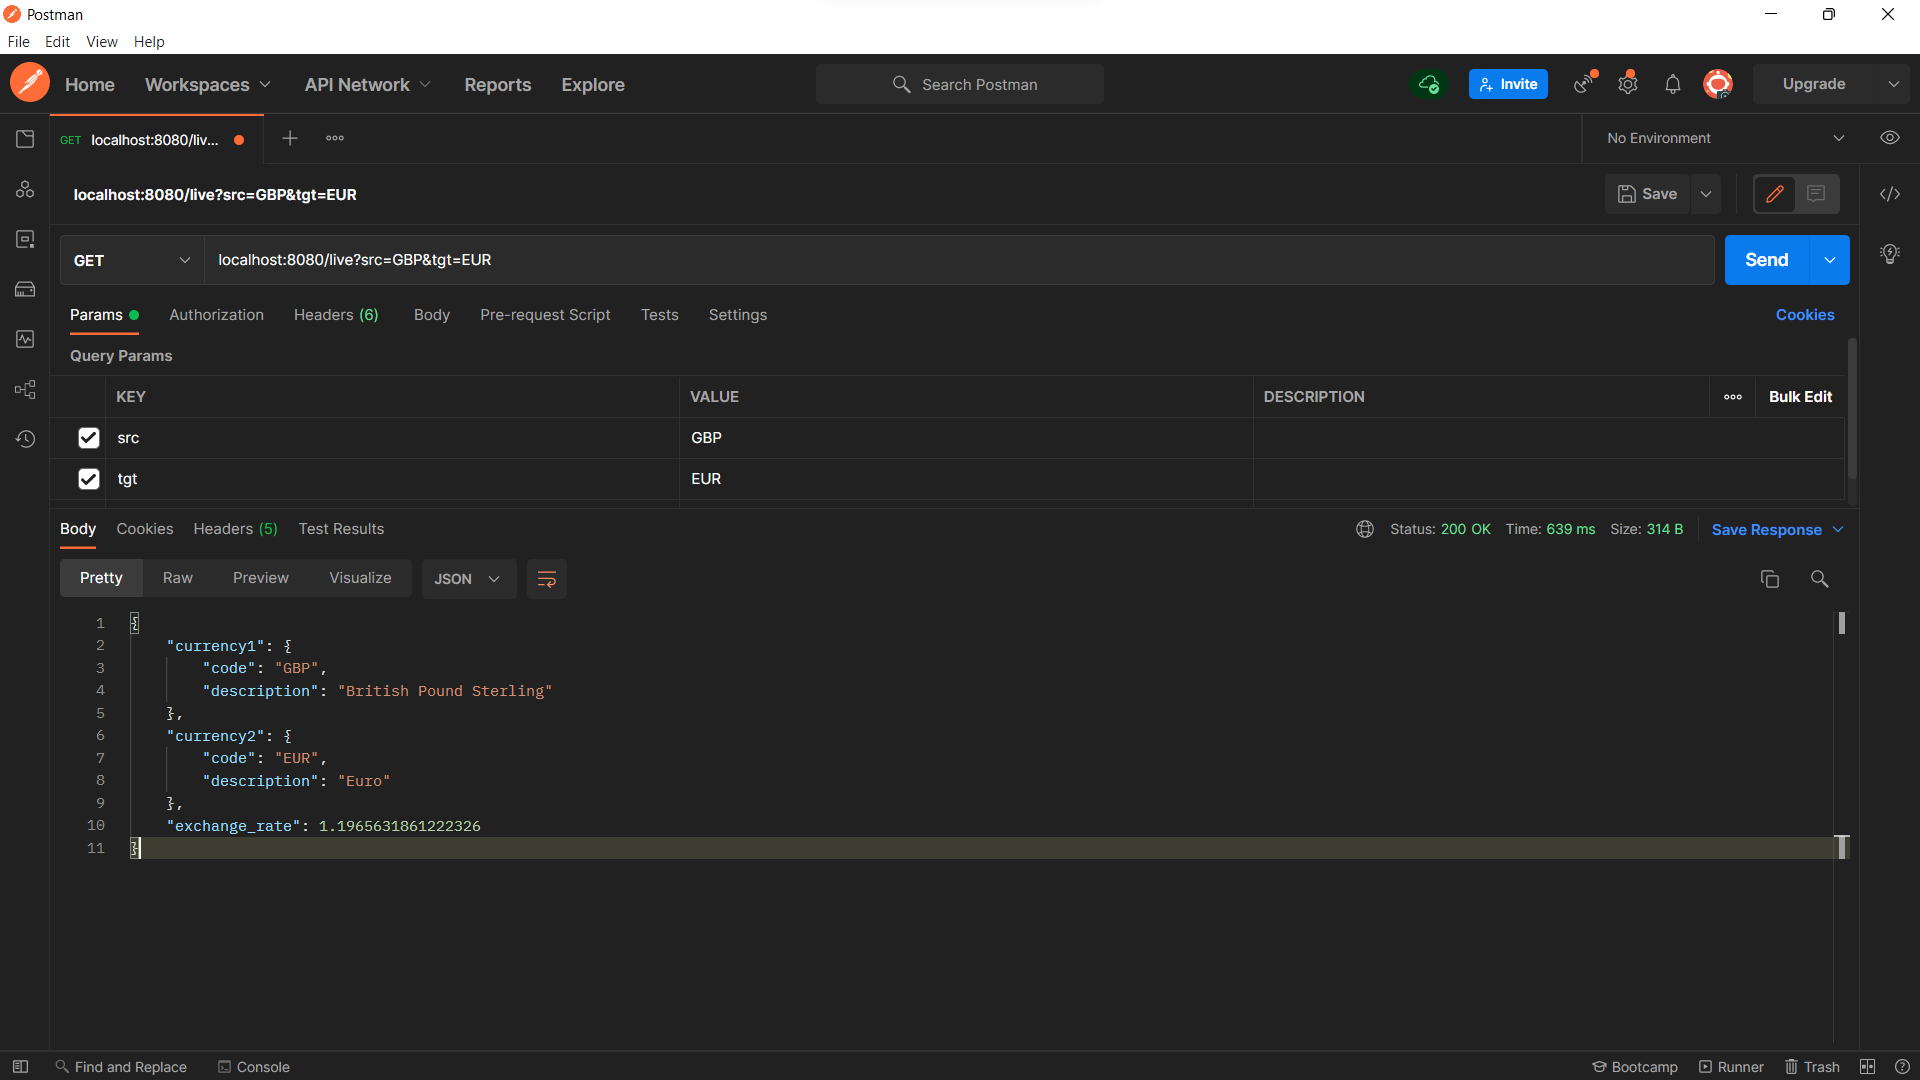 Postman
File Edit View Help
Home Workspaces API Network Reports Explore Search Postman Invite Upgrade
GET localhost:8080/liv... No Environment
localhost:8080/live?src=GBP&tgt=EUR Save
GET localhost:8080/live?src=GBP&tgt=EUR Send
Params Authorization Headers (6) Body Pre-request Script Tests Settings Cookies
Query Params
KEY VALUE DESCRIPTION Bulk Edit
src GBP
tgt EUR
Body Cookies Headers (5) Test Results Status: 200 OK Time: 639 ms Size: 314 B Save Response
Pretty Raw Preview Visualize JSON
1 {
2 "currency1": {
3 "code": "GBP",
4 "description": "British Pound Sterling"
5 },
6 "currency2": {
7 "code": "EUR",
8 "description": "Euro"
9 },
10 "exchange_rate": 1.1965631861222326
11 }
Find and Replace Console Bootcamp Runner Trash